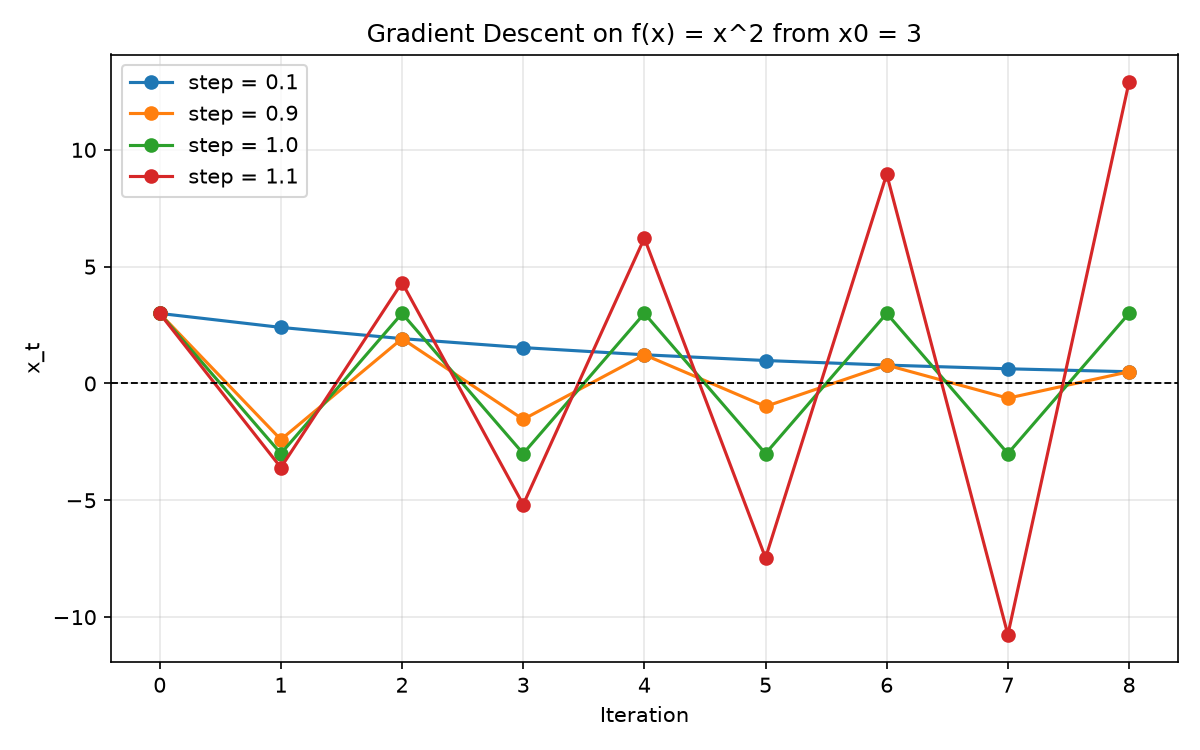 Gradient Descent on f(x) = x^2 from x0 = 3
step = 0.1
step = 0.9
step = 1.0
step = 1.1
10
5
0
−5
−10
x_t
0 1 2 3 4 5 6 7 8
Iteration